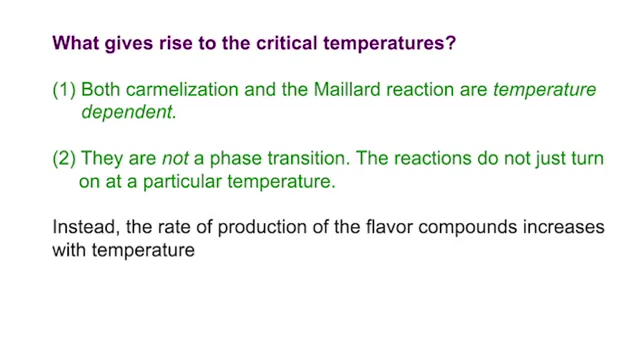 What gives rise to the critical temperatures?
(1) Both carmelization and the Maillard reaction are temperature
dependent.
(2) They are not a phase transition. The reactions do not just turn
on at a particular temperature.
Instead, the rate of production of the flavor compounds increases
with temperature